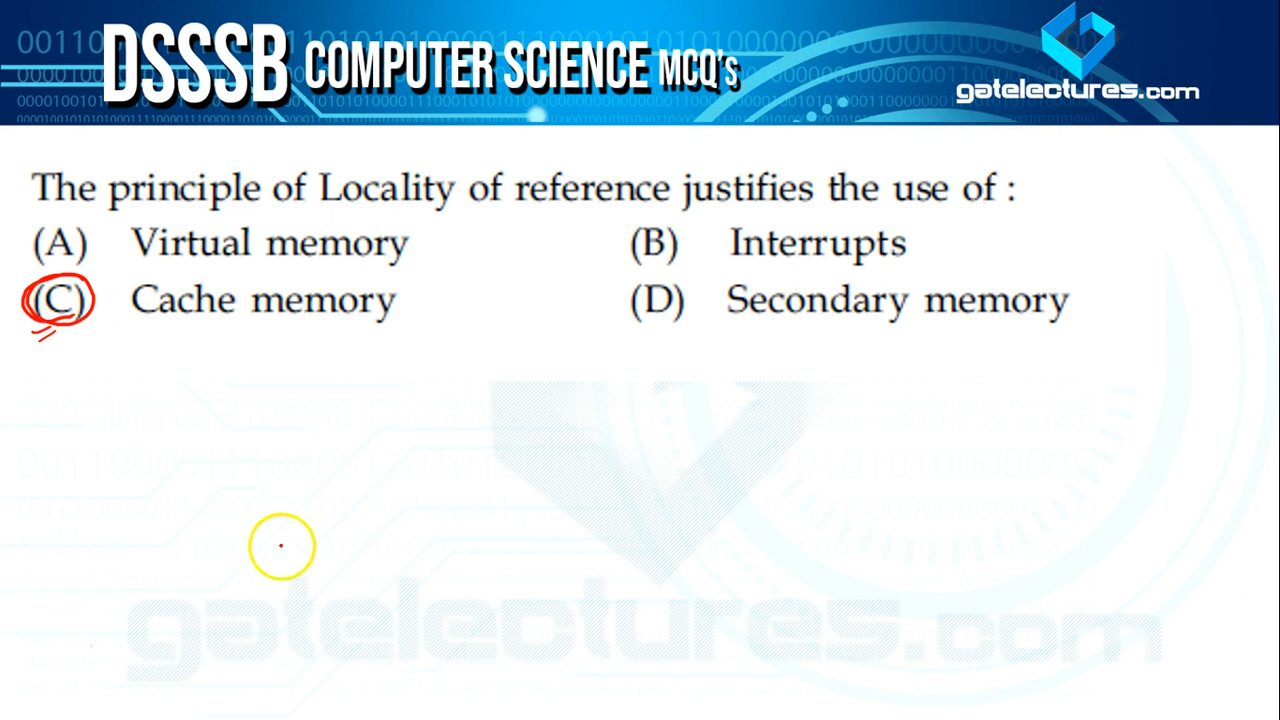 DSSSB COMPUTER SCIENCE MCQ's
gatelectures.com
The principle of Locality of reference justifies the use of :
(A) Virtual memory (B) Interrupts
(C) Cache memory (D) Secondary memory
gatelectures.com